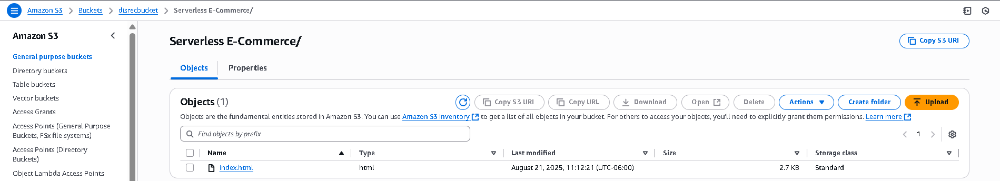 Amazon S3 > Buckets > disrecbucket > Serverless E-Commerce/
Amazon S3
General purpose buckets
Directory buckets
Table buckets
Vector buckets
Access Grants
Access Points (General Purpose
Buckets, FSx file systems)
Access Points (Directory
Buckets)
Object Lambda Access Points
Serverless E-Commerce/
Copy S3 URI
Objects
Properties
Objects (1)
Copy S3 URI
Copy URL
Download
Open
Delete
Actions
Create folder
Upload
Objects are the fundamental entities stored in Amazon S3. You can use Amazon S3 inventory to get a list of all objects in your bucket. For others to access your objects, you'll need to explicitly grant them permissions. Learn more
Find objects by prefix
1
Name Type Last modified Size Storage class
index.html html August 21, 2025, 11:12:21 (UTC-06:00) 2.7 KB Standard